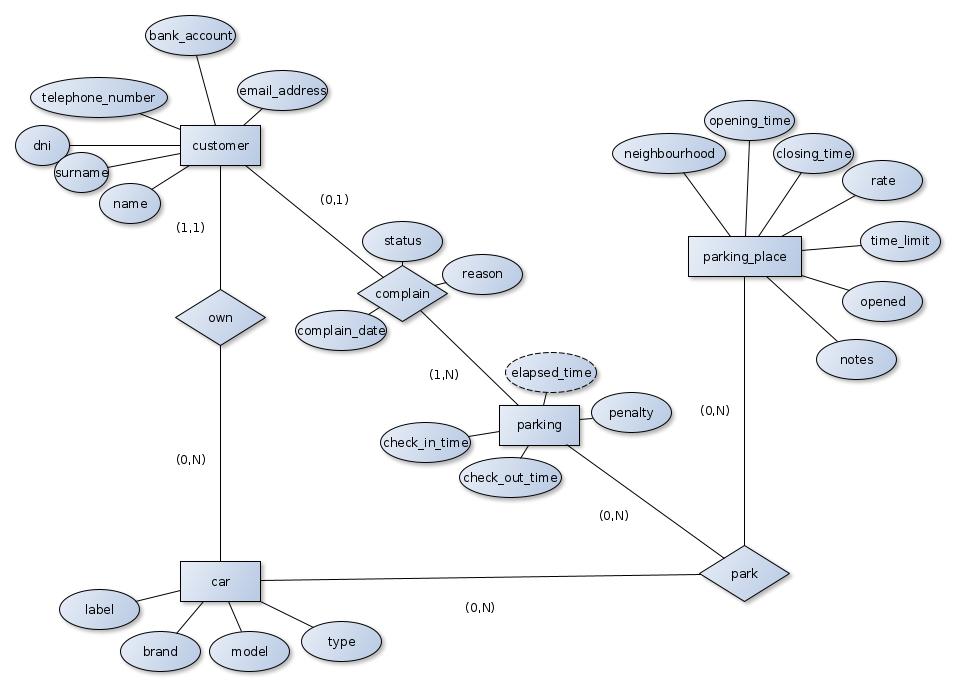 bank_account
email_address
telephone_number
opening_time
customer
dni
neighbourhood
closing_time
surname
rate
name
(0,1)
(1,1)
status
time_limit
parking_place
reason
complain
opened
own
complain_date
notes
elapsed_time
(1,N)
penalty
(0,N)
parking
check_in_time
(0,N)
check_out_time
(0,N)
park
car
(0,N)
label
type
brand
model